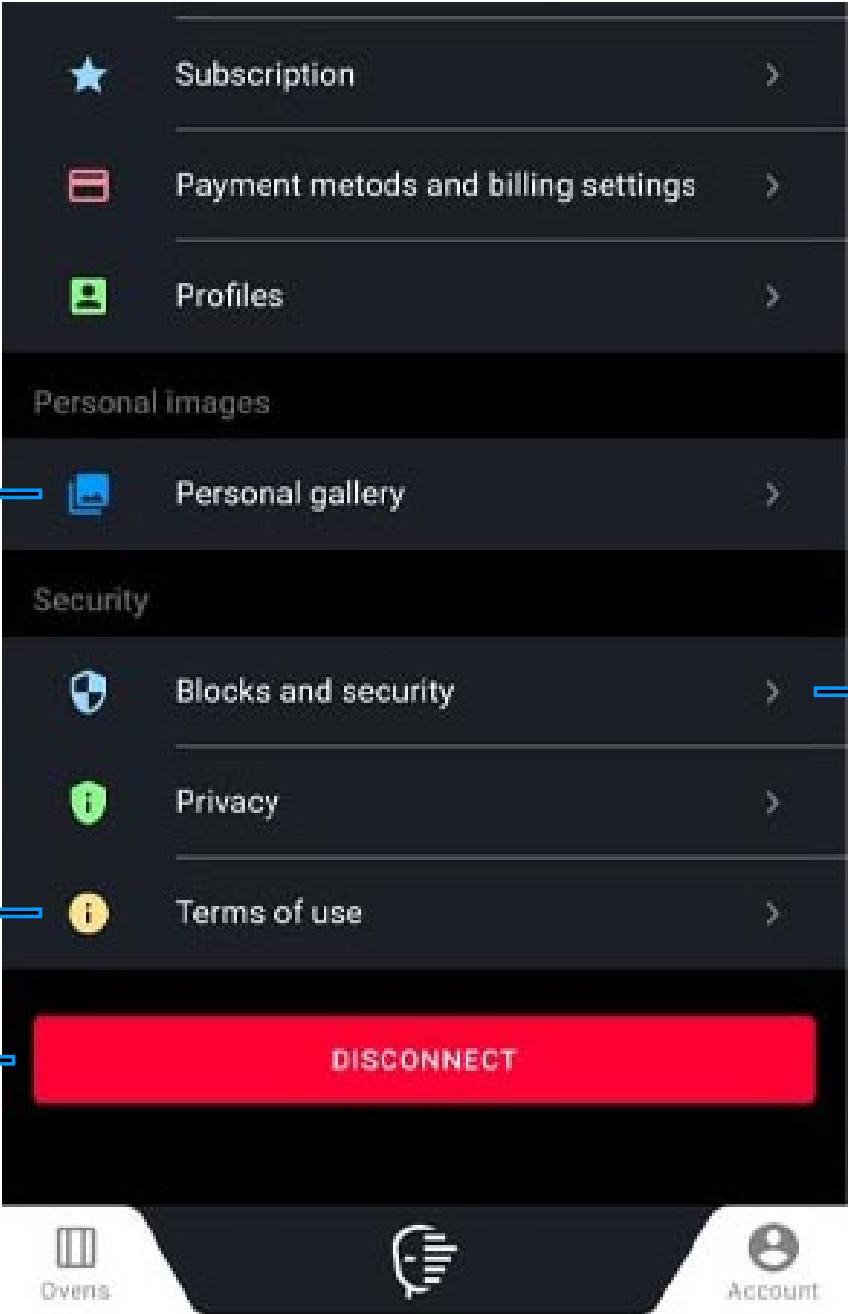 Subscription
Payment metods and billing settings
Profiles
Personal images
Personal gallery
Security
Blocks and security
Privacy
Terms of use
DISCONNECT
Ovens
Account